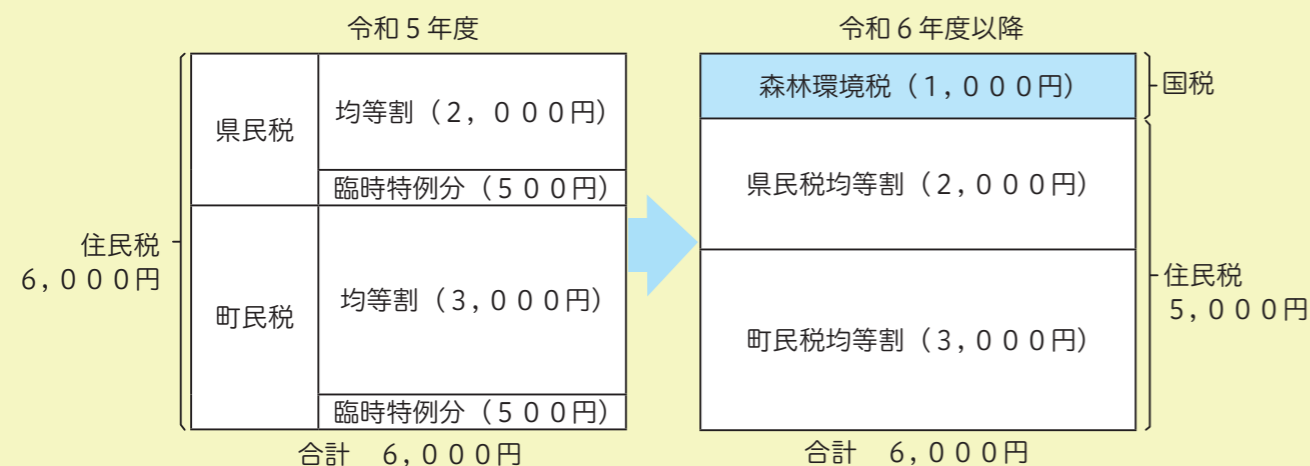 令和５年度
県民税
均等割（２，０００円）
臨時特例分（５００円）
町民税
均等割（３，０００円）
臨時特例分（５００円）
住民税
６，０００円
合計　６，０００円
令和６年度以降
森林環境税（１，０００円）
国税
県民税均等割（２，０００円）
町民税均等割（３，０００円）
住民税
５，０００円
合計　６，０００円